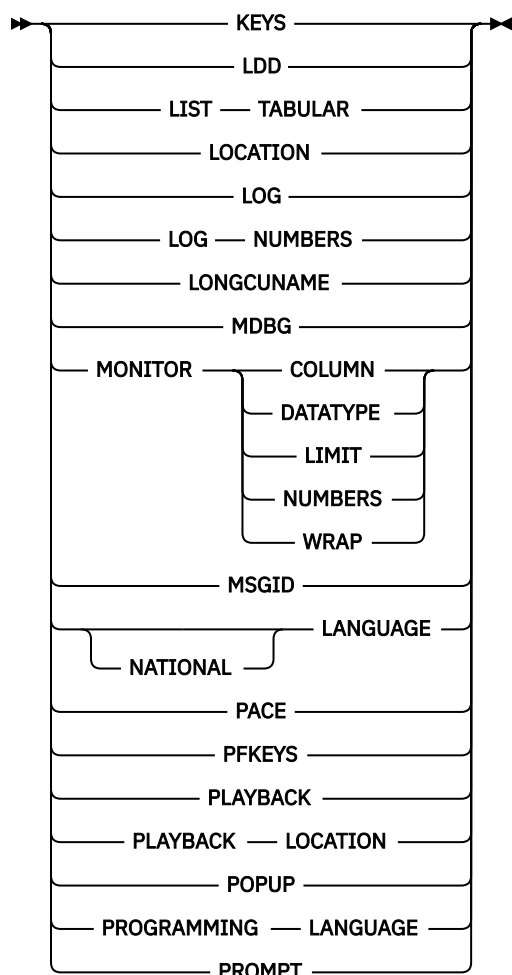 KEYS
LDD
LIST TABULAR
LOCATION
LOG
LOG NUMBERS
LONGCUNAME
MDBG
MONITOR COLUMN
DATATYPE
LIMIT
NUMBERS
WRAP
MSGID
LANGUAGE
NATIONAL
PACE
PFKEYS
PLAYBACK
PLAYBACK LOCATION
POPUP
PROGRAMMING LANGUAGE
PROMPT